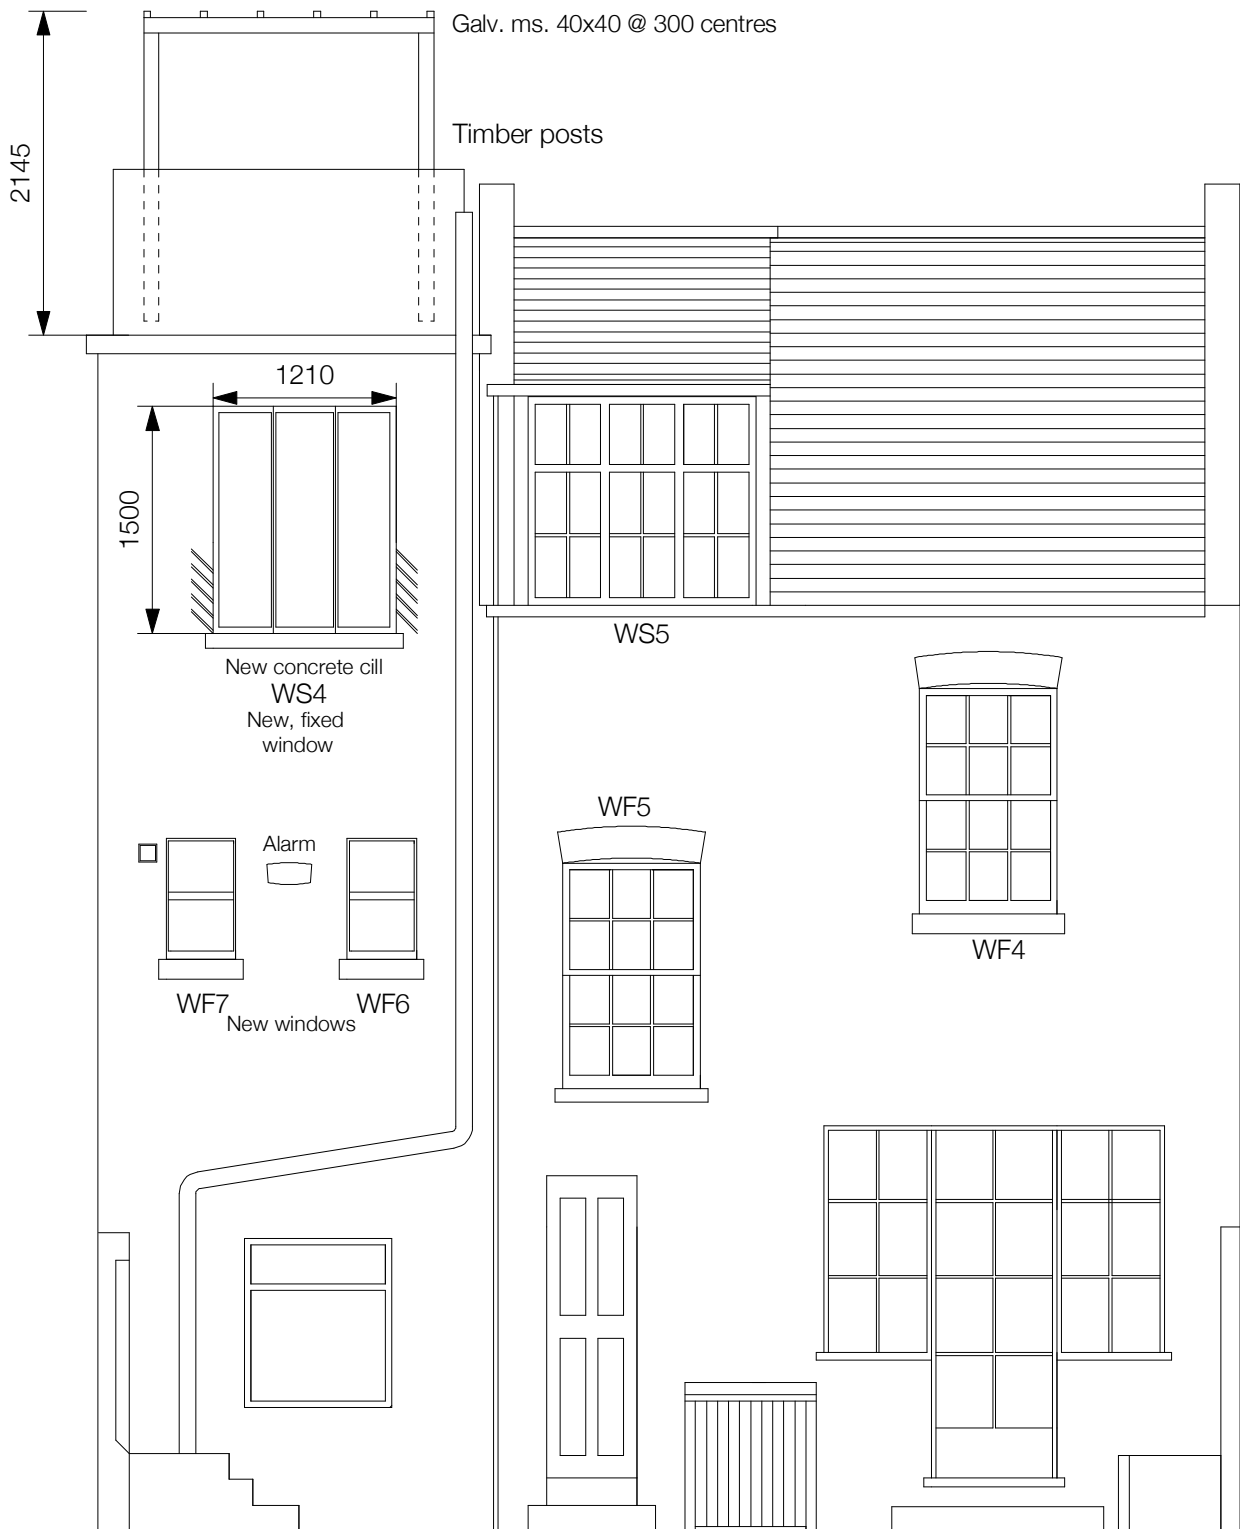 Galv. ms. 40x40 @ 300 centres
Timber posts
2145
1210
1500
New concrete cill
WS4
New, fixed
window
WS5
WF4
WF5
Alarm
WF7
WF6
New windows